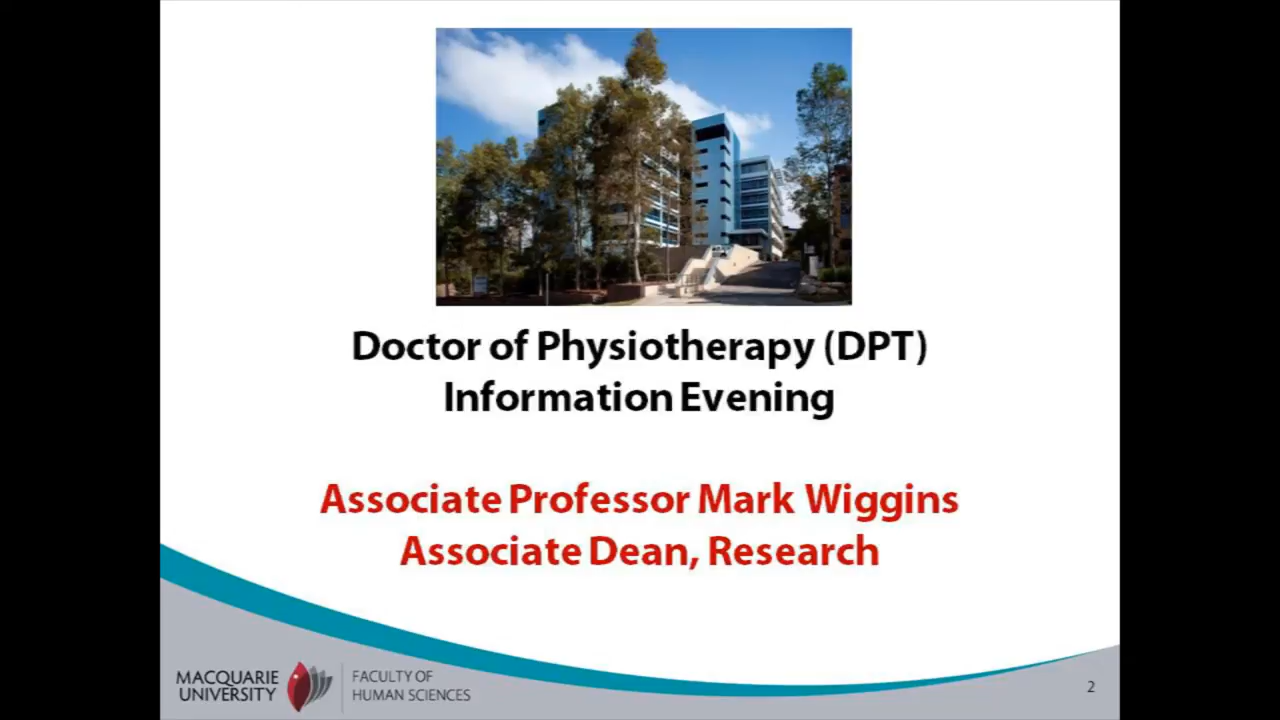 Doctor of Physiotherapy (DPT)
Information Evening
Associate Professor Mark Wiggins
Associate Dean, Research
MACQUARIE
UNIVERSITY
FACULTY OF
HUMAN SCIENCES
2